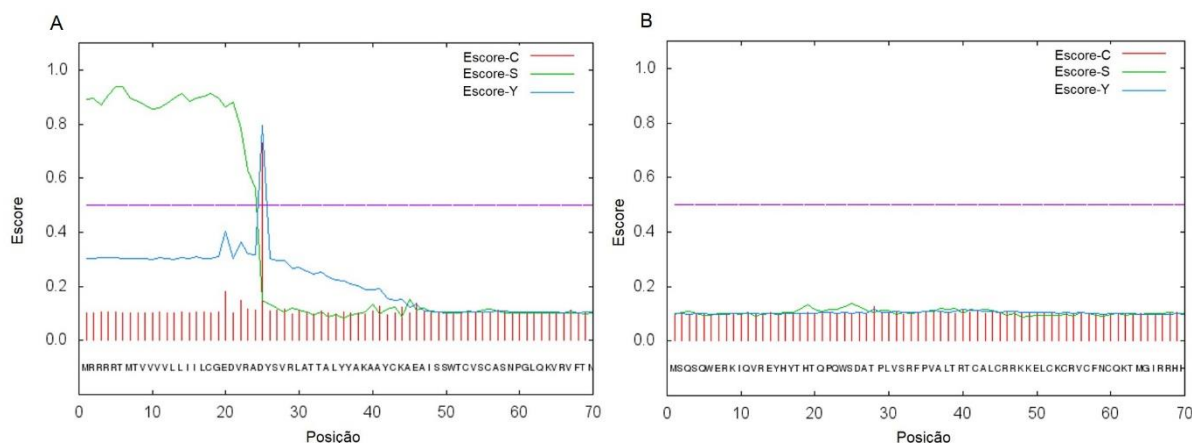 A
1.0
0.8
0.6
0.4
0.2
0.0
Escore
Escore-C
Escore-S
Escore-Y
MRRRRTMTVVVVLLIILCGEDVRADYSVRLATTALYYAKAAYCKAEAISSWTCVSCASNPGLQKVRVFTN
0 10 20 30 40 50 60 70
Posição
B
1.0
0.8
0.6
0.4
0.2
0.0
Escore
Escore-C
Escore-S
Escore-Y
MSQSQWERKIQVREYHYTHTQPQWSDATPLVSRFPVALTRTCALCRRKKELCKCRVCFNCQKTMGIRRHH
0 10 20 30 40 50 60 70
Posição